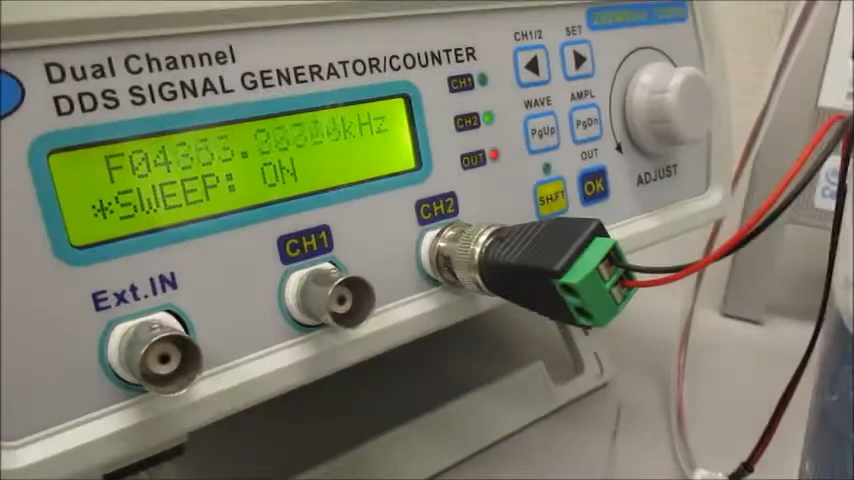 Dual Channel
DDS SIGNAL GENERATOR/COUNTER
CH1/2
SET
CH1
CH2
OUT
WAVE
AMPL
PgUp
PgDn
OUT
SHIFT
OK
ADJUST
*SWEEP: ON
Ext.IN
CH1
CH2